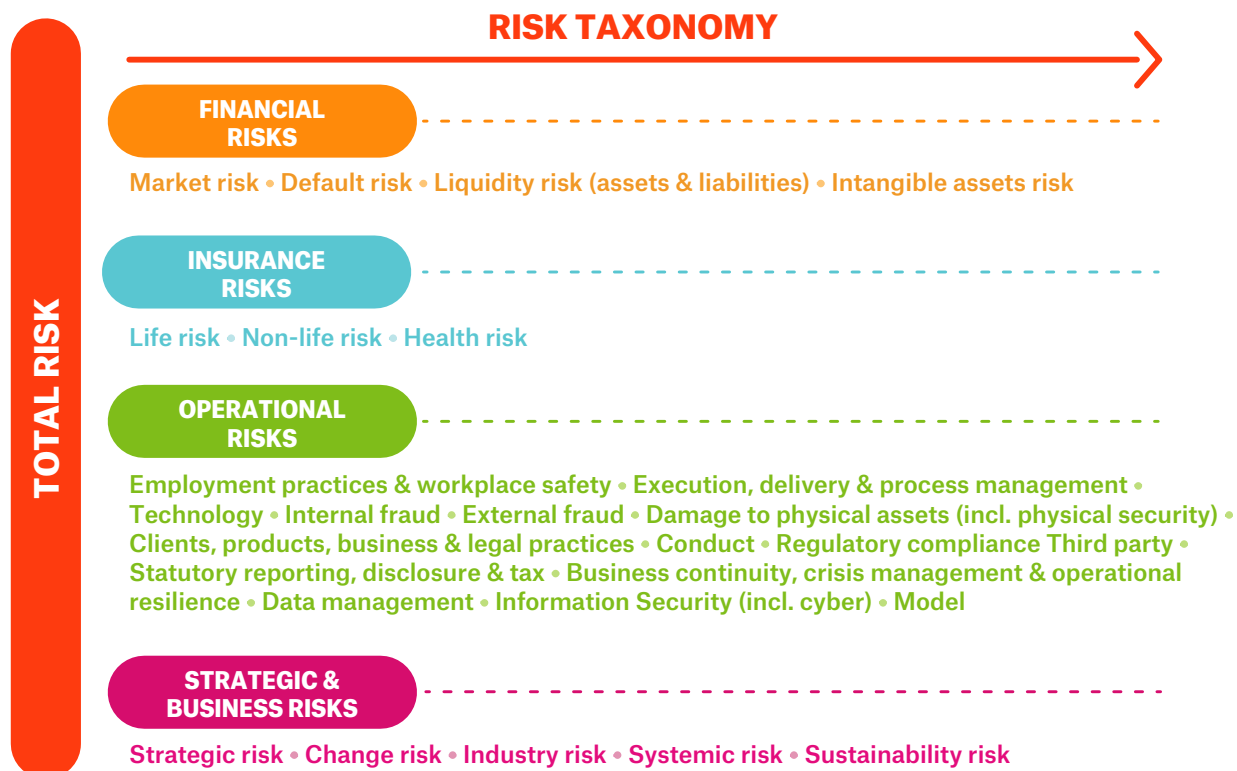 RISK TAXONOMY
TOTAL RISK
FINANCIAL
RISKS
Market risk • Default risk • Liquidity risk (assets & liabilities) • Intangible assets risk
INSURANCE
RISKS
Life risk • Non-life risk • Health risk
OPERATIONAL
RISKS
Employment practices & workplace safety • Execution, delivery & process management •
Technology • Internal fraud • External fraud • Damage to physical assets (incl. physical security) •
Clients, products, business & legal practices • Conduct • Regulatory compliance Third party •
Statutory reporting, disclosure & tax • Business continuity, crisis management & operational
resilience • Data management • Information Security (incl. cyber) • Model
STRATEGIC &
BUSINESS RISKS
Strategic risk • Change risk • Industry risk • Systemic risk • Sustainability risk